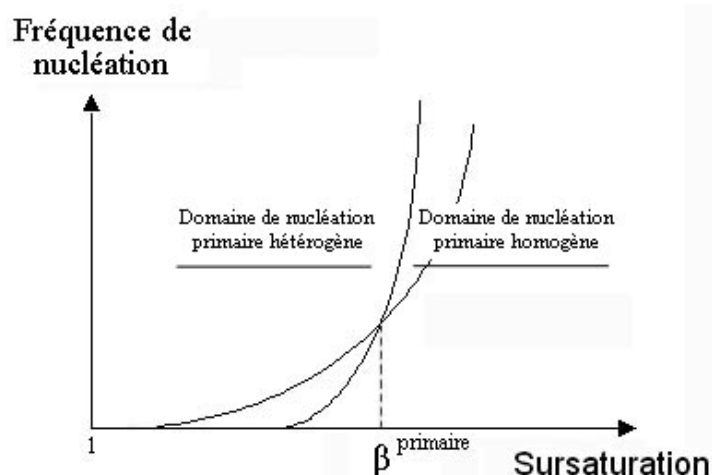 Fréquence de
nucléation
Domaine de nucléation
primaire hétérogène
Domaine de nucléation
primaire homogène
1
β primaire
Sursaturation